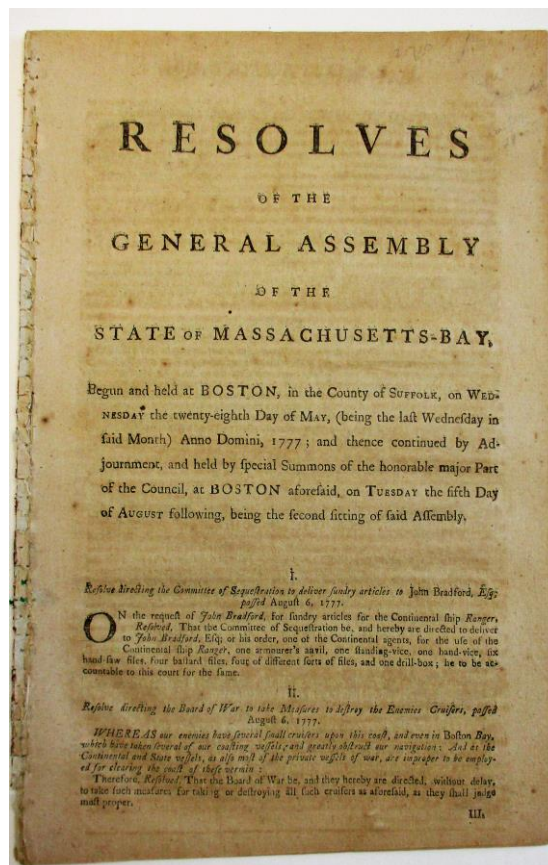 RESOLVES
OF THE
GENERAL ASSEMBLY
OF THE
STATE OF MASSACHUSETTS-BAY,
Begun and held at BOSTON, in the County of SUFFOLK, on WED-
NESDAY the twenty-eighth Day of MAY, (being the laſt Wedneſday in
ſaid Month) Anno Domini, 1777; and thence continued by Ad-
journment, and held by ſpecial Summons of the honorable major Part
of the Council, at BOSTON aforeſaid, on TUESDAY the fifth Day
of AUGUST following, being the ſecond ſitting of ſaid Aſſembly.
I.
Reſolve directing the Committee of Sequeſtration to deliver ſundry articles to John Bradford, Eſq;
paſſed Auguſt 6, 1777.
ON the requeſt of John Bradford, for ſundry articles for the Continental ſhip Ranger,
Reſolved, That the Committee of Sequeſtration be, and hereby are directed to deliver
to John Bradford, Eſq; or his order, one of the Continental agents, for the uſe of the
Continental ſhip Ranger, one armourer's anvil, one ſtanding-vice, one hand-vice, ſix
hand-ſaw files, four baſtard files, four of different ſorts of files, and one drill-box; he to be ac-
countable to this court for the ſame.
II.
Reſolve directing the Board of War to take Meaſures to deſtroy the Enemies Cruiſers, paſſed
Auguſt 6, 1777.
WHEREAS our enemies have ſeveral ſmall cruiſers upon this coaſt, and even in Boſton Bay,
which have taken ſeveral of our coaſting veſſels, and greatly obſtruct our navigation: And as the
Continental and State veſſels, as alſo moſt of the private veſſels of war, are improper to be employ-
ed for clearing the coaſt of theſe vermin:
Therefore, Reſolved, That the Board of War be, and they hereby are directed, without delay,
to take ſuch meaſures for taking or deſtroying all ſuch cruiſers as aforeſaid, as they ſhall judge
moſt proper.
III.